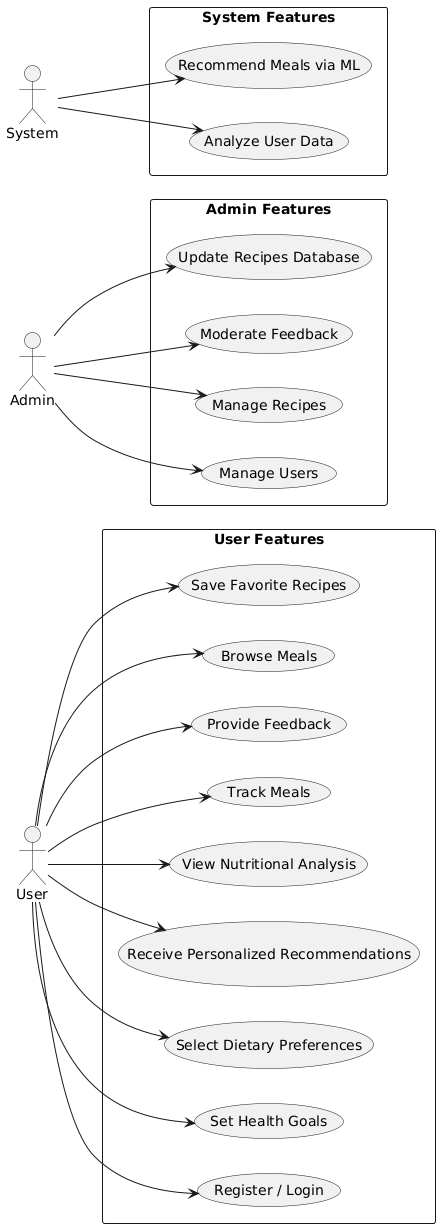 System Features
Recommend Meals via ML
System
Analyze User Data
Admin Features
Update Recipes Database
Moderate Feedback
Admin
Manage Recipes
Manage Users
User Features
Save Favorite Recipes
Browse Meals
Provide Feedback
Track Meals
View Nutritional Analysis
User
Receive Personalized Recommendations
Select Dietary Preferences
Set Health Goals
Register / Login